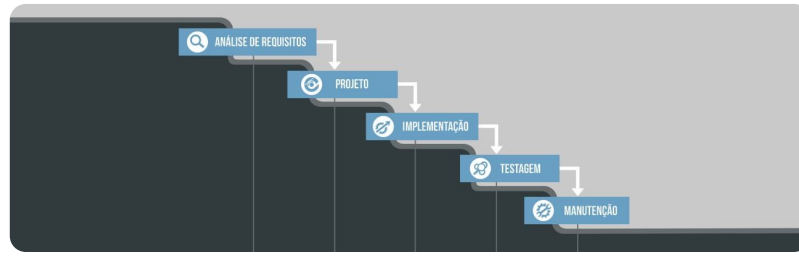 ANÁLISE DE REQUISITOS
PROJETO
IMPLEMENTAÇÃO
TESTAGEM
MANUTENÇÃO